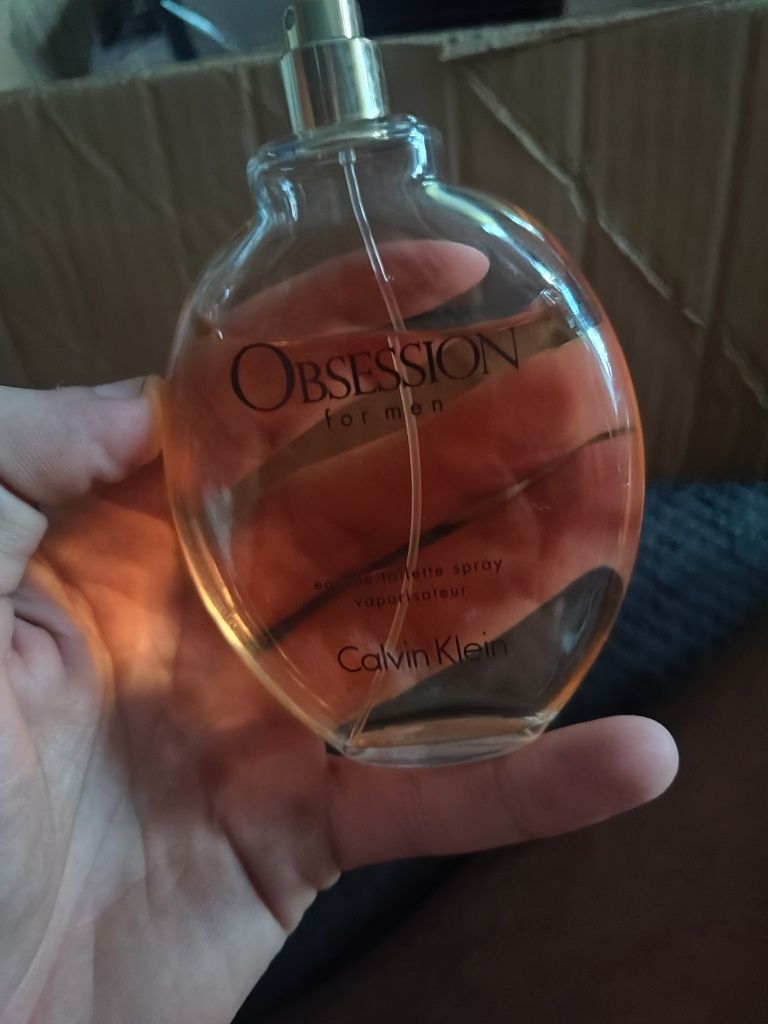 OBSESSION
for men
eau de toilette spray
vaporisateur
Calvin Klein